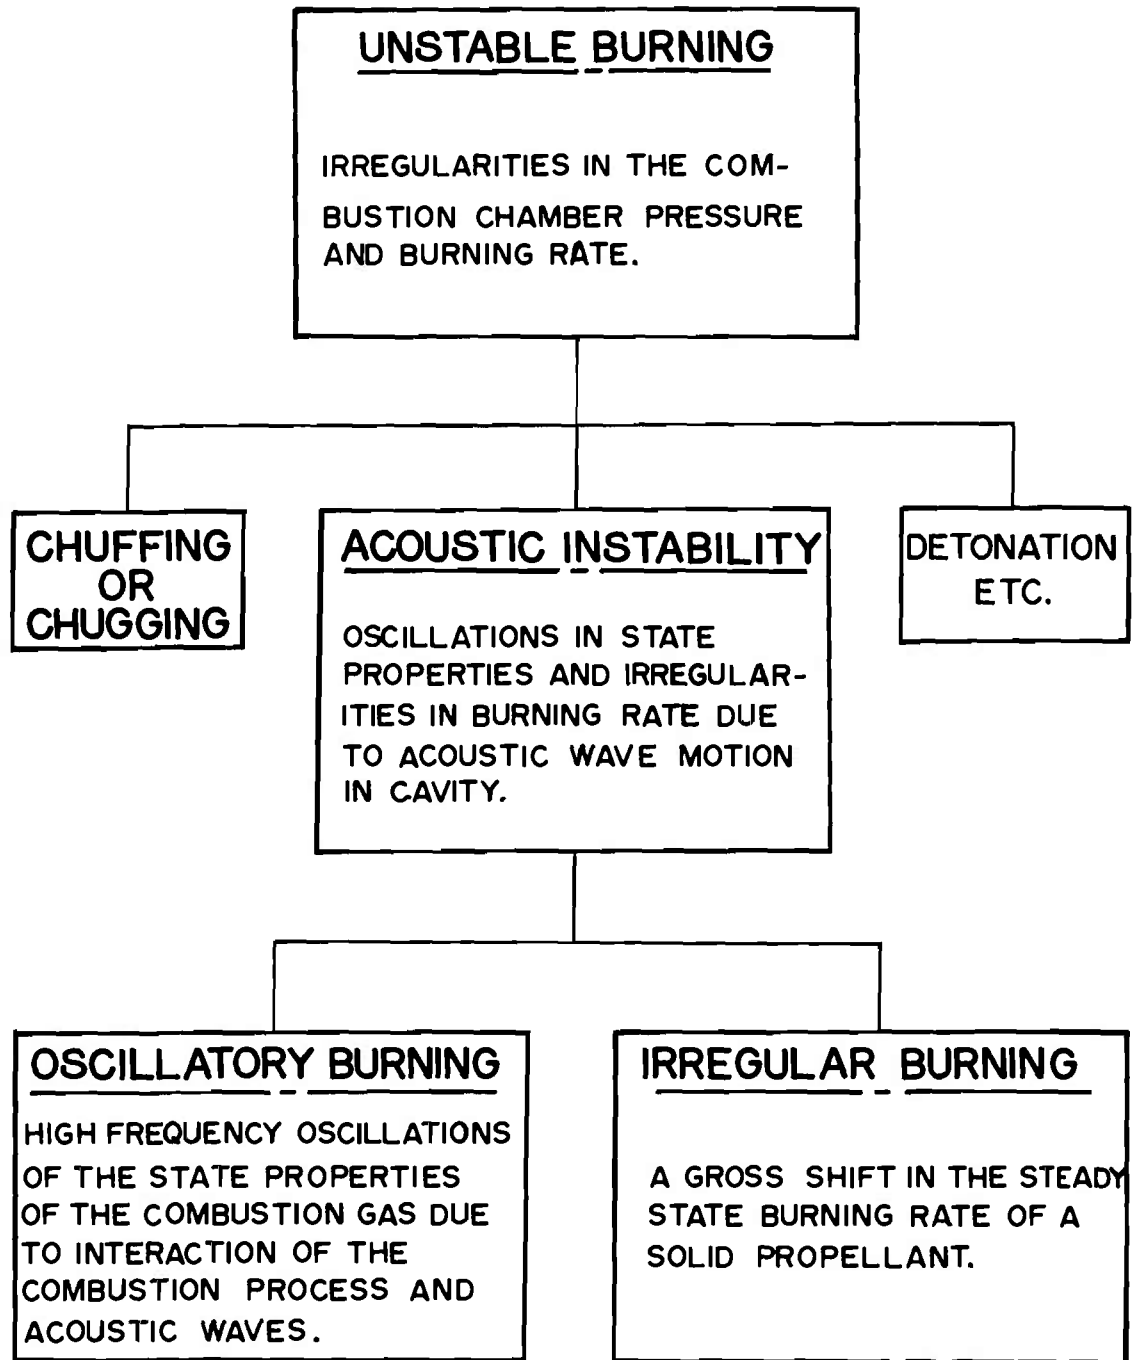 UNSTABLE BURNING
IRREGULARITIES IN THE COM-
BUSTION CHAMBER PRESSURE
AND BURNING RATE.
CHUFFING
OR
CHUGGING
ACOUSTIC INSTABILITY
OSCILLATIONS IN STATE
PROPERTIES AND IRREGULAR-
ITIES IN BURNING RATE DUE
TO ACOUSTIC WAVE MOTION
IN CAVITY.
DETONATION
ETC.
OSCILLATORY BURNING
HIGH FREQUENCY OSCILLATIONS
OF THE STATE PROPERTIES
OF THE COMBUSTION GAS DUE
TO INTERACTION OF THE
COMBUSTION PROCESS AND
ACOUSTIC WAVES.
IRREGULAR BURNING
A GROSS SHIFT IN THE STEADY
STATE BURNING RATE OF A
SOLID PROPELLANT.